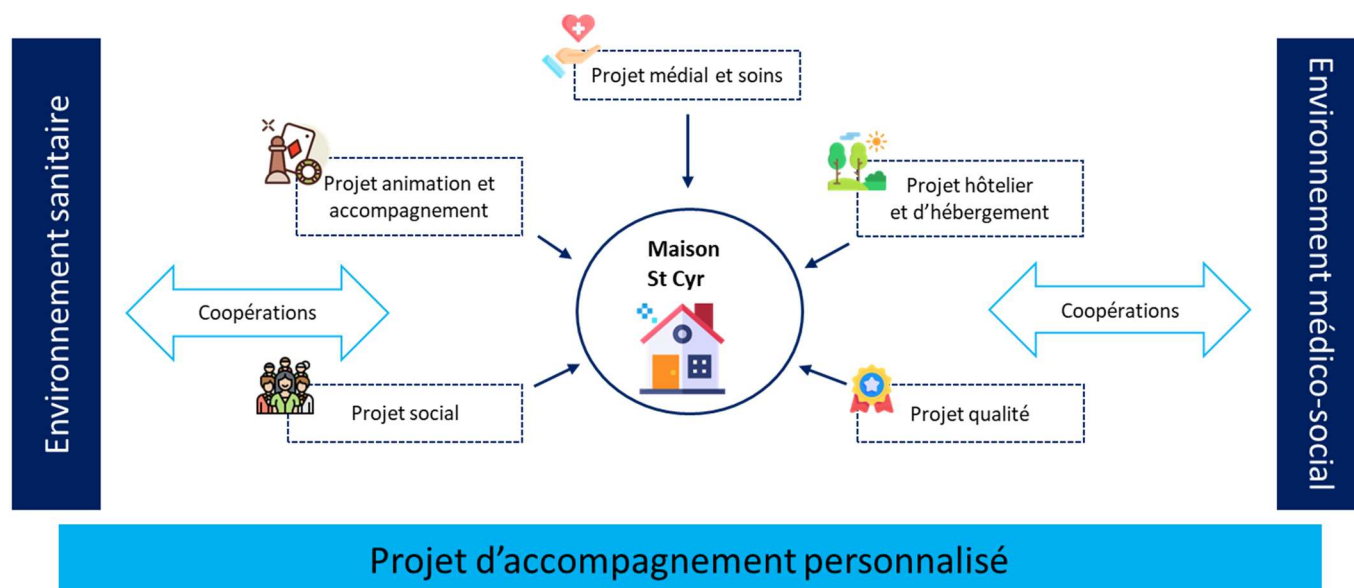 Environnement sanitaire
Projet médial et soins
Projet animation et
accompagnement
Projet hôtelier
et d'hébergement
Maison
St Cyr
Coopérations
Coopérations
Projet social
Projet qualité
Environnement médico-social
Projet d'accompagnement personnalisé